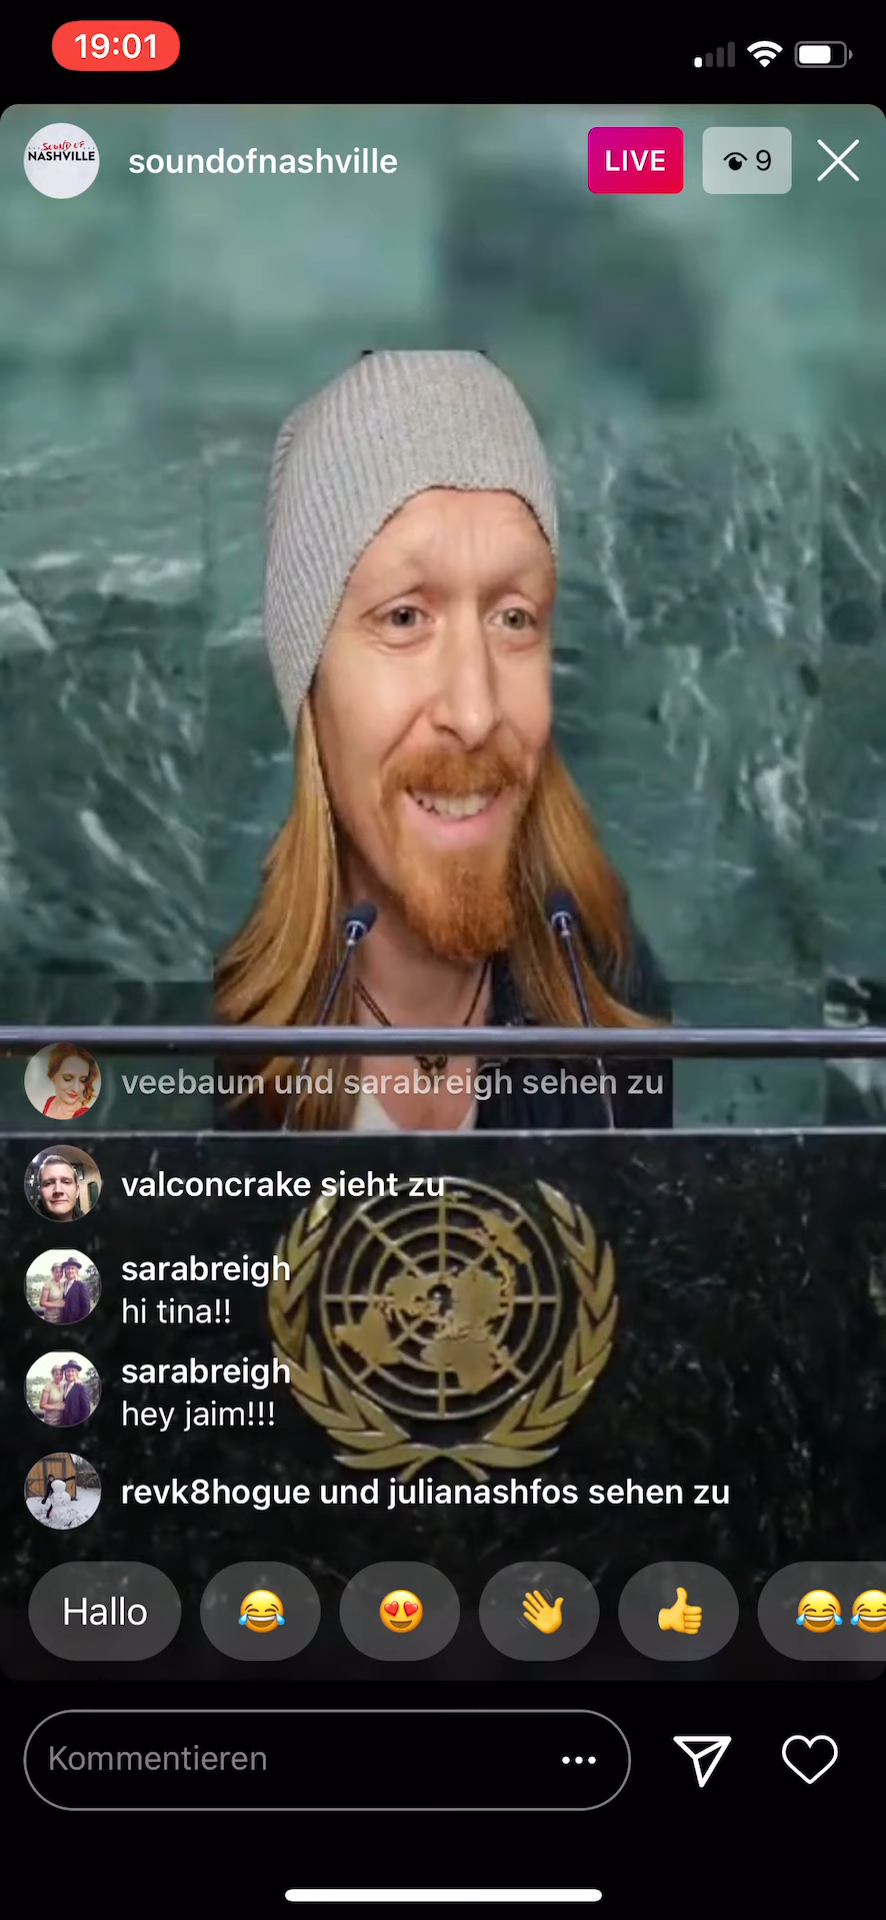 19:01
SOUND OF
NASHVILLE
soundofnashville
LIVE
9
veebaum und sarabreigh sehen zu
valconcrake sieht zu
sarabreigh
hi tina!!
sarabreigh
hey jaim!!!
revk8hogue und julianashfos sehen zu
Hallo
Kommentieren